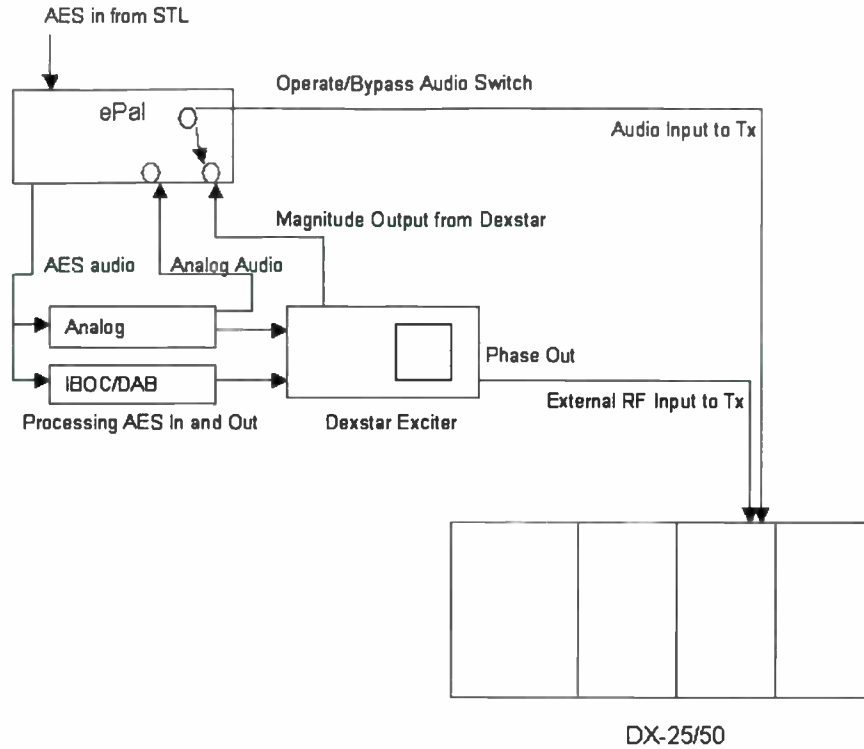 AES in from STL
ePal
Operate/Bypass Audio Switch
Audio Input to Tx
Magnitude Output from Dexstar
AES audio
Analog Audio
Analog
IBOC/DAB
Phase Out
External RF Input to Tx
Processing AES In and Out
Dexstar Exciter
DX-25/50